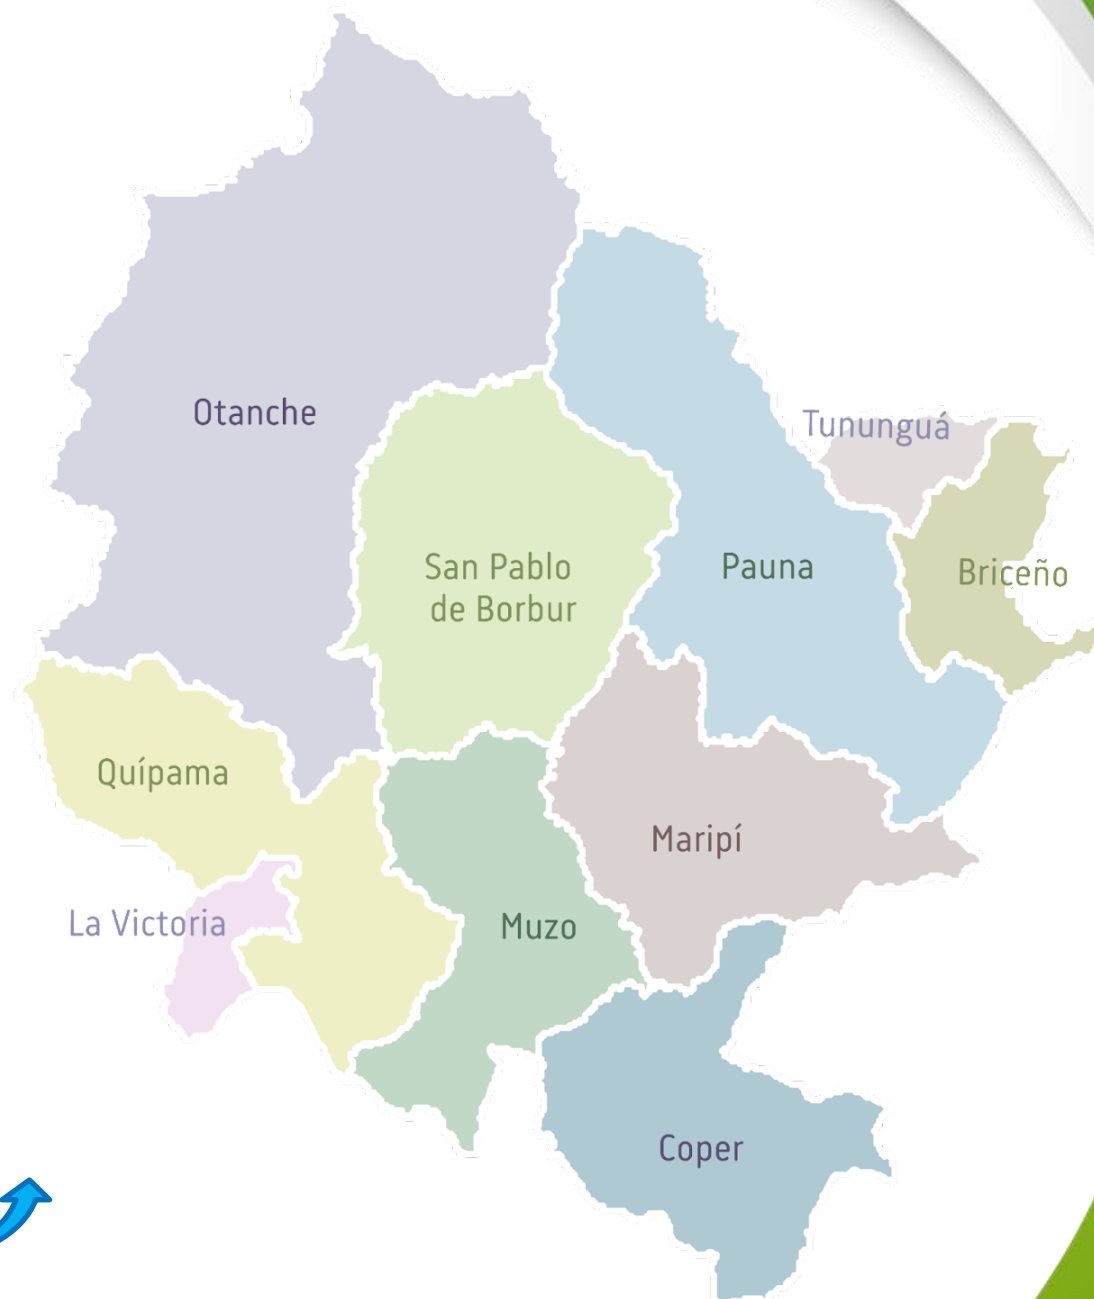 Otanche
Tununguá
San Pablo
de Borbur
Pauna
Briceño
Quípama
Maripí
La Victoria
Muzo
Coper